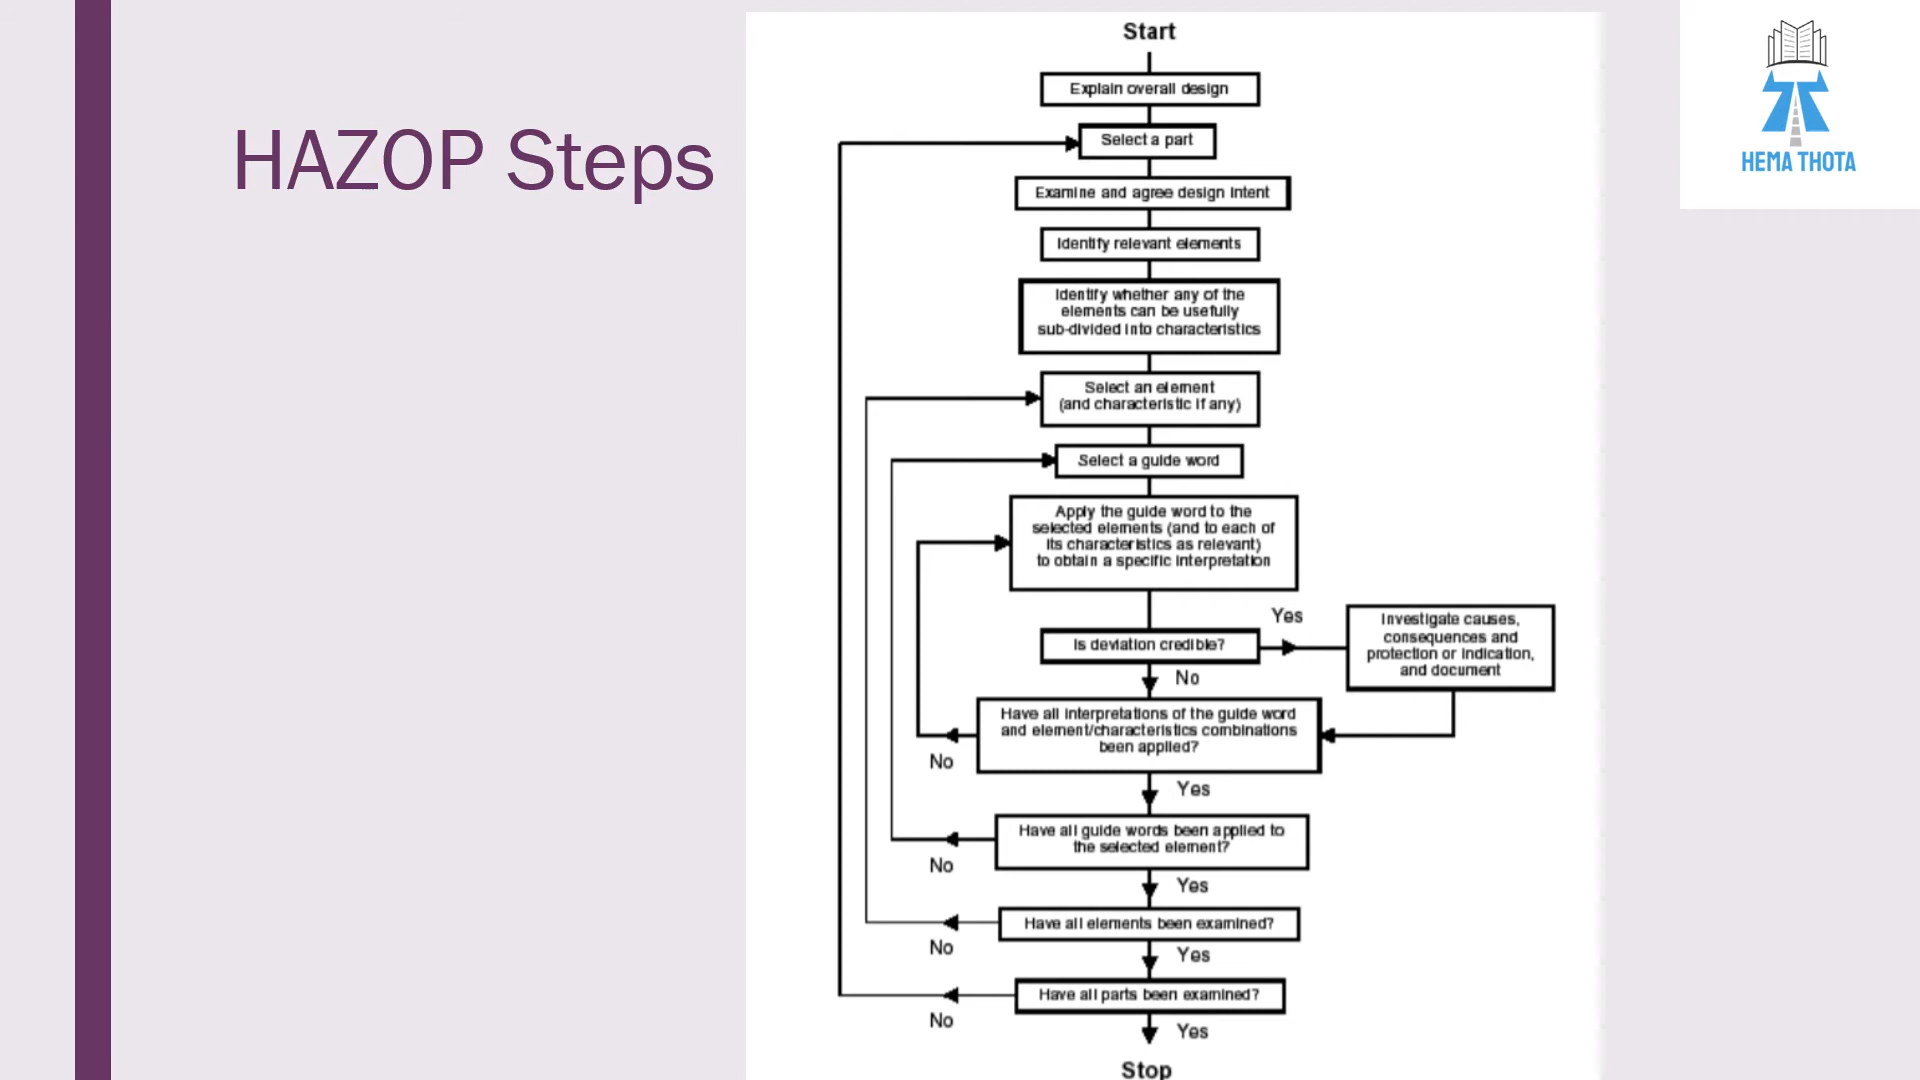 HAZOP Steps
HEMA THOTA
Start
Explain overall design
Select a part
Examine and agree design intent
Identify relevant elements
Identify whether any of the
elements can be usefully
sub-divided into characteristics
Select an element
(and characteristic if any)
Select a guide word
Apply the guide word to the
selected elements (and to each of
its characteristics as relevant)
to obtain a specific interpretation
Is deviation credible?
Yes
Investigate causes,
consequences and
protection or indication,
and document
No
Have all interpretations of the guide word
and element/characteristics combinations
been applied?
No
Yes
Have all guide words been applied to
the selected element?
No
Yes
Have all elements been examined?
No
Yes
Have all parts been examined?
No
Yes
Stop